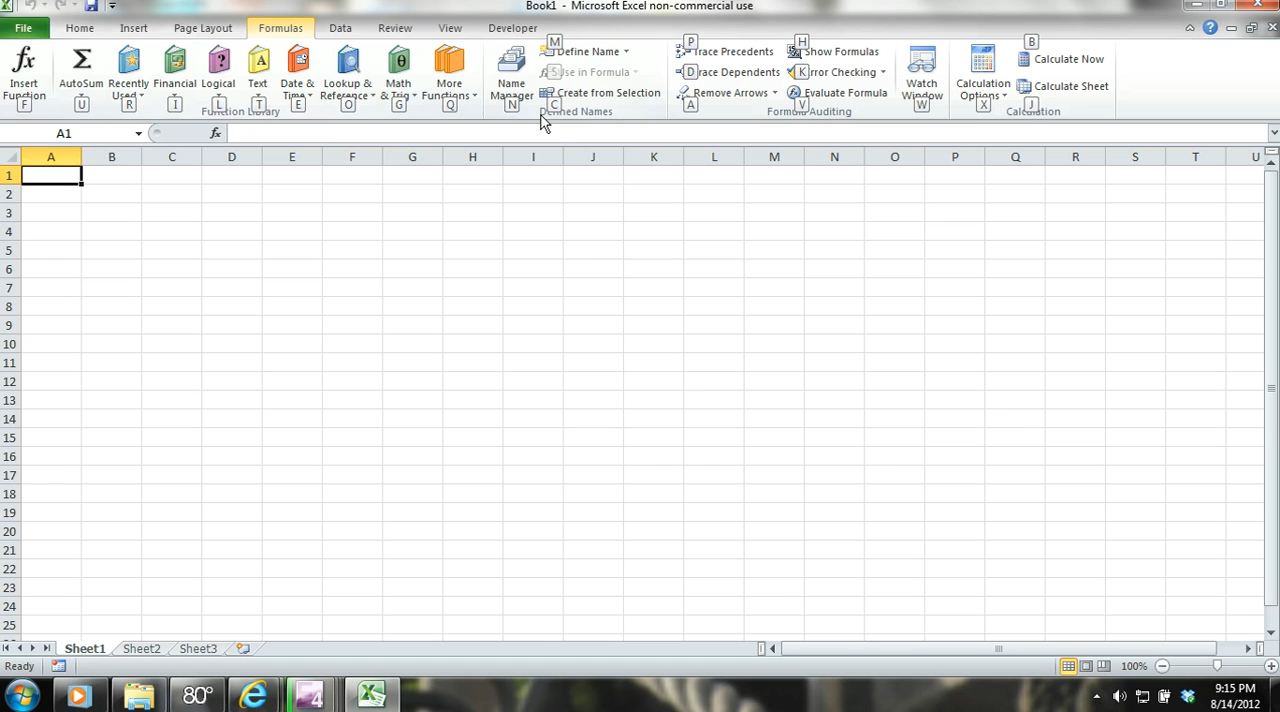 Book1 - Microsoft Excel non-commercial use
File Home Insert Page Layout Formulas Data Review View Developer
Insert Function F
AutoSum U
Recently Used R
Financial I
Logical L
Text T
Date & Time E
Lookup & Reference O
Math & Trig G
More Functions Q
Function Library
Name Manager N
Define Name M
Use in Formula S
Create from Selection C
Defined Names
Trace Precedents P
Trace Dependents D
Remove Arrows A
Show Formulas H
Error Checking K
Evaluate Formula V
Formula Auditing
Watch Window W
Calculation Options X
Calculate Now B
Calculate Sheet J
Calculation
A1 fx
A B C D E F G H I J K L M N O P Q R S T U
1
2
3
4
5
6
7
8
9
10
11
12
13
14
15
16
17
18
19
20
21
22
23
24
25
Sheet1 Sheet2 Sheet3
Ready 100%
80°
9:15 PM
8/14/2012